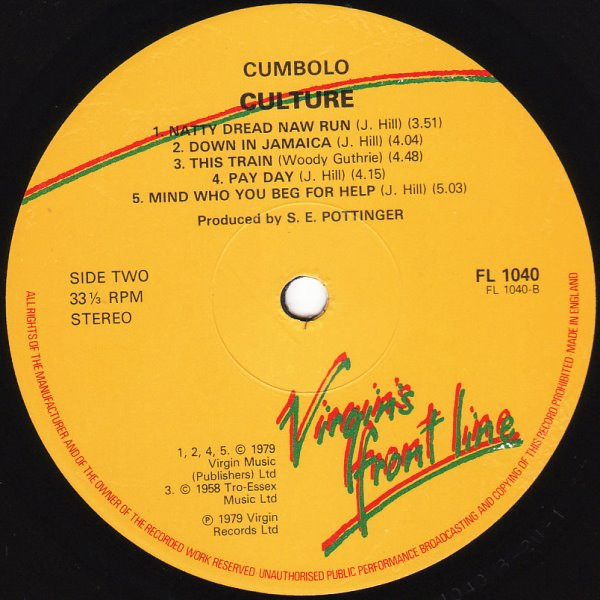 CUMBOLO
CULTURE
1. NATTY DREAD NAW RUN (J. Hill) (3.51)
2. DOWN IN JAMAICA (J. Hill) (4.04)
3. THIS TRAIN (Woody Guthrie) (4.48)
4. PAY DAY (J. Hill) (4.15)
5. MIND WHO YOU BEG FOR HELP (J. Hill) (5.03)
Produced by S. E. POTTINGER
SIDE TWO
33⅓ RPM
STEREO
FL 1040
FL 1040-B
Virgin's
front line
1, 2, 4, 5. © 1979
Virgin Music
(Publishers) Ltd
3. © 1958 Tro-Essex
Music Ltd
℗ 1979 Virgin
Records Ltd
ALL RIGHTS OF THE MANUFACTURER AND OF THE OWNER OF THE RECORDED WORK RESERVED UNAUTHORISED PUBLIC PERFORMANCE BROADCASTING AND COPYING OF THIS RECORD PROHIBITED MADE IN ENGLAND